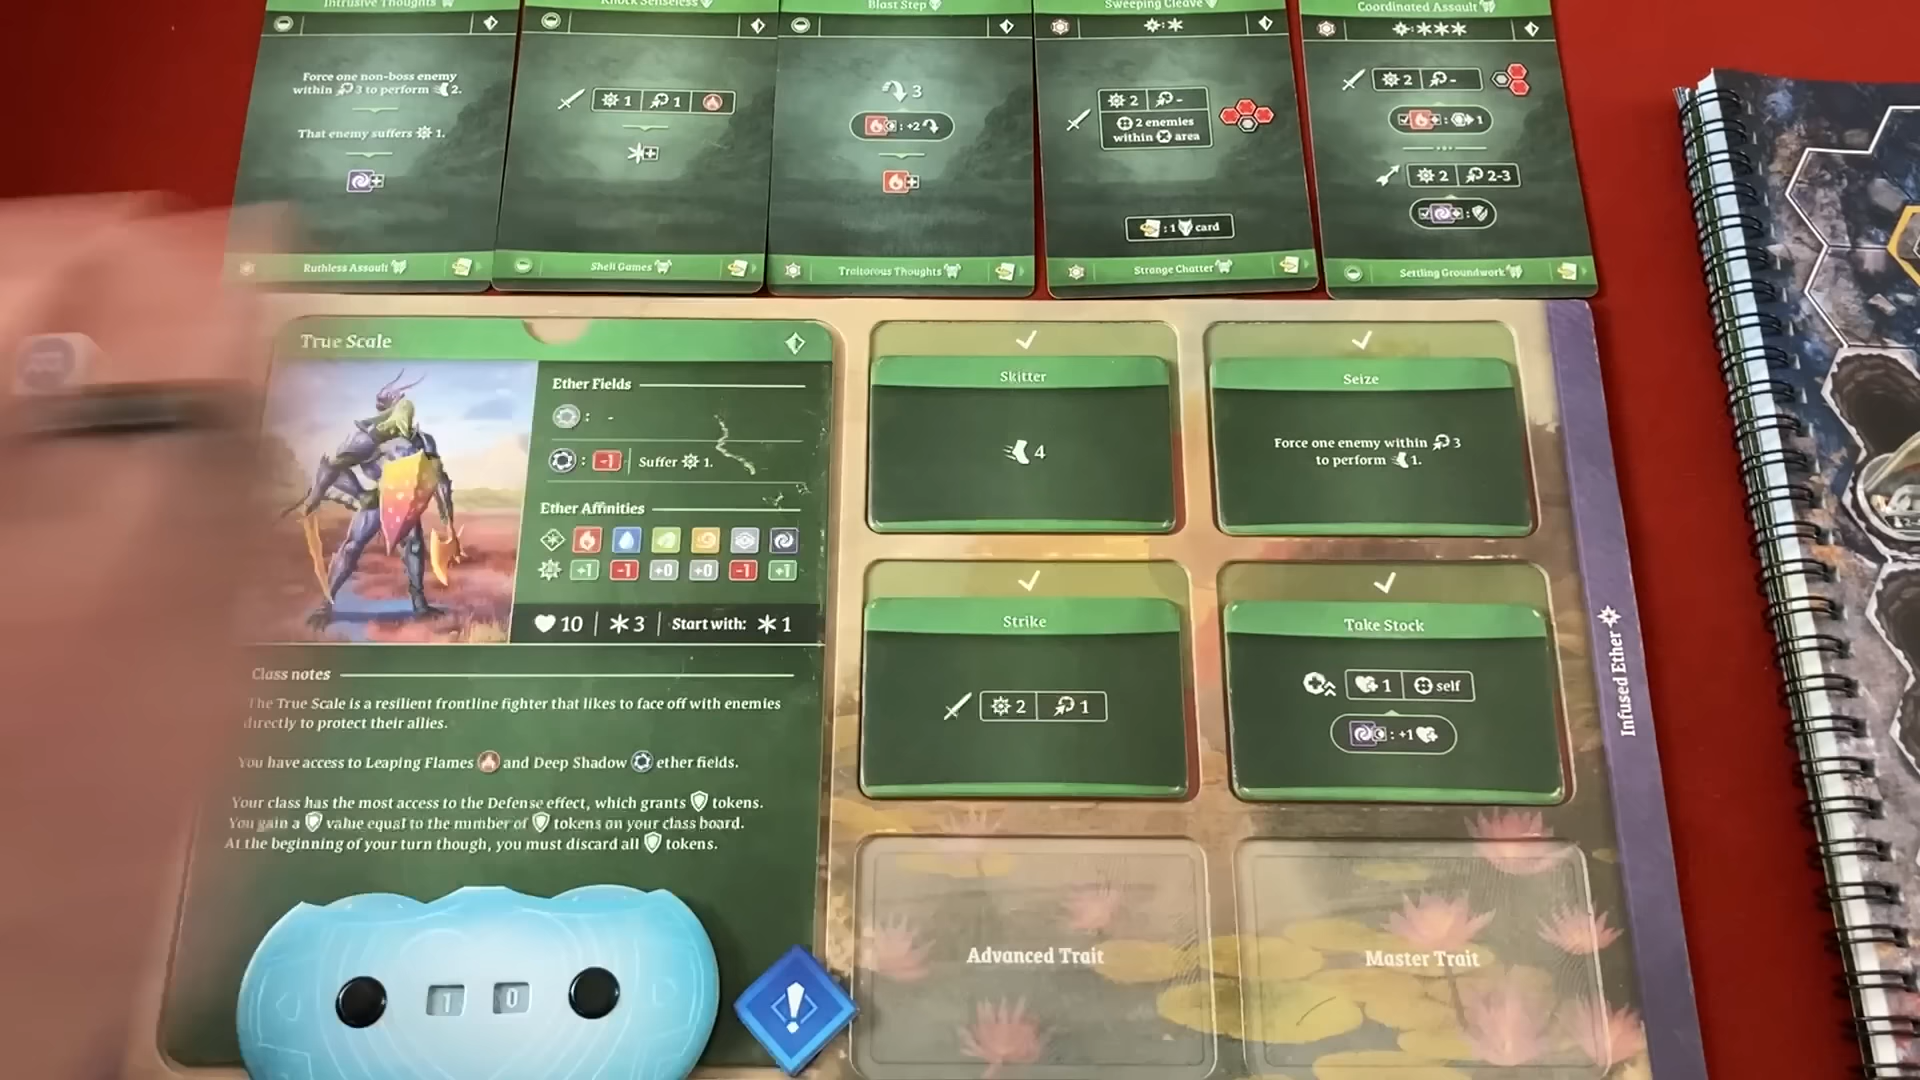 Intrusive Thoughts
Force one non-boss enemy
within 3 to perform 2.
That enemy suffers 1.
Ruthless Assault
Knock Senseless
1 1
Shell Games
Blast Step
3
: +2
Traitorous Thoughts
Sweeping Cleave
:
2 -
2 enemies
within area
: 1 card
Strange Chatter
Coordinated Assault
:
2 -
: 1
2 2-3
:
Settling Groundwork
True Scale
Ether Fields
: -
: -1 Suffer 1.
Ether Affinities
+1 -1 +0 +0 -1 +1
10 | 3 | Start with: 1
Class notes
The True Scale is a resilient frontline fighter that likes to face off with enemies
directly to protect their allies.
You have access to Leaping Flames and Deep Shadow ether fields.
Your class has the most access to the Defense effect, which grants tokens.
You gain a value equal to the number of tokens on your class board.
At the beginning of your turn though, you must discard all tokens.
1 0
!
Skitter
4
Seize
Force one enemy within 3
to perform 1.
Strike
2 1
Take Stock
1 self
: +1
Advanced Trait
Master Trait
Infused Ether